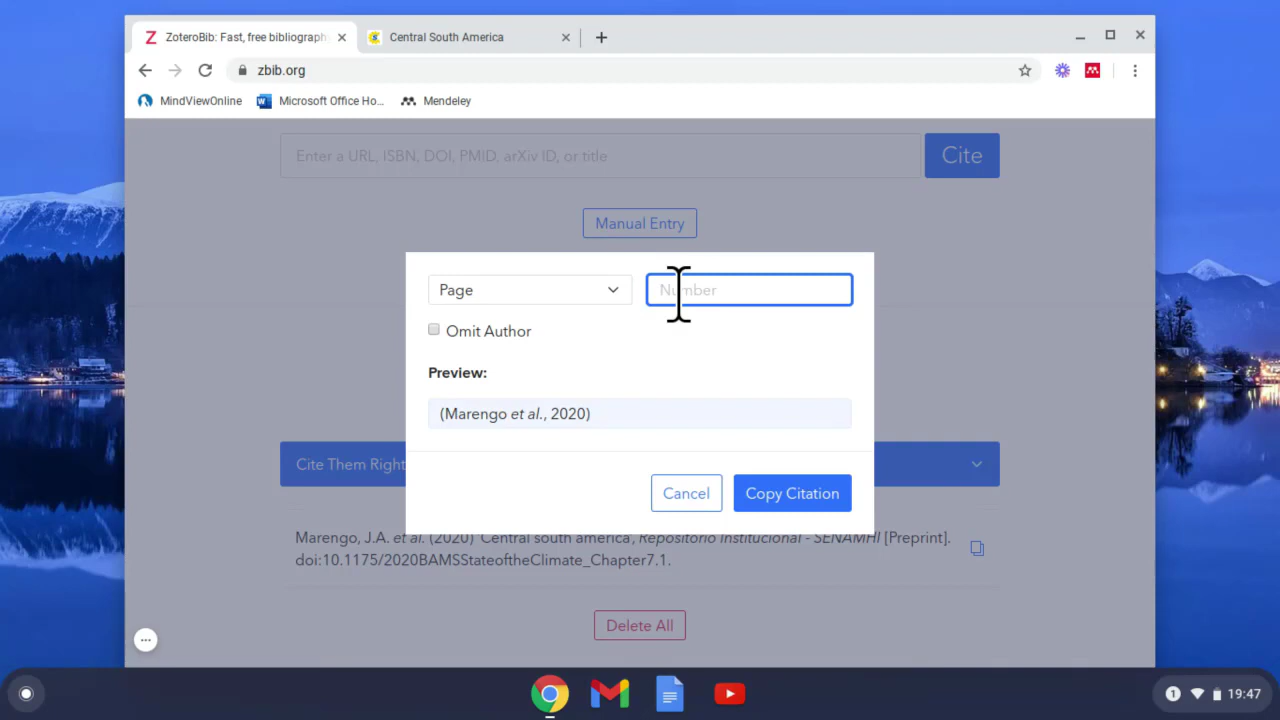 ZoteroBib: Fast, free bibliograph
Central South America
zbib.org
MindViewOnline
Microsoft Office Ho...
Mendeley
Enter a URL, ISBN, DOI, PMID, arXiv ID, or title
Cite
Manual Entry
Page
Number
Omit Author
Preview:
(Marengo et al., 2020)
Cite Them Right
Cancel
Copy Citation
Marengo, J.A. et al. (2020) 'Central south america', Repositorio Institucional - SENAMHI [Preprint].
doi:10.1175/2020BAMSStateoftheClimate_Chapter7.1.
Delete All
1
19:47